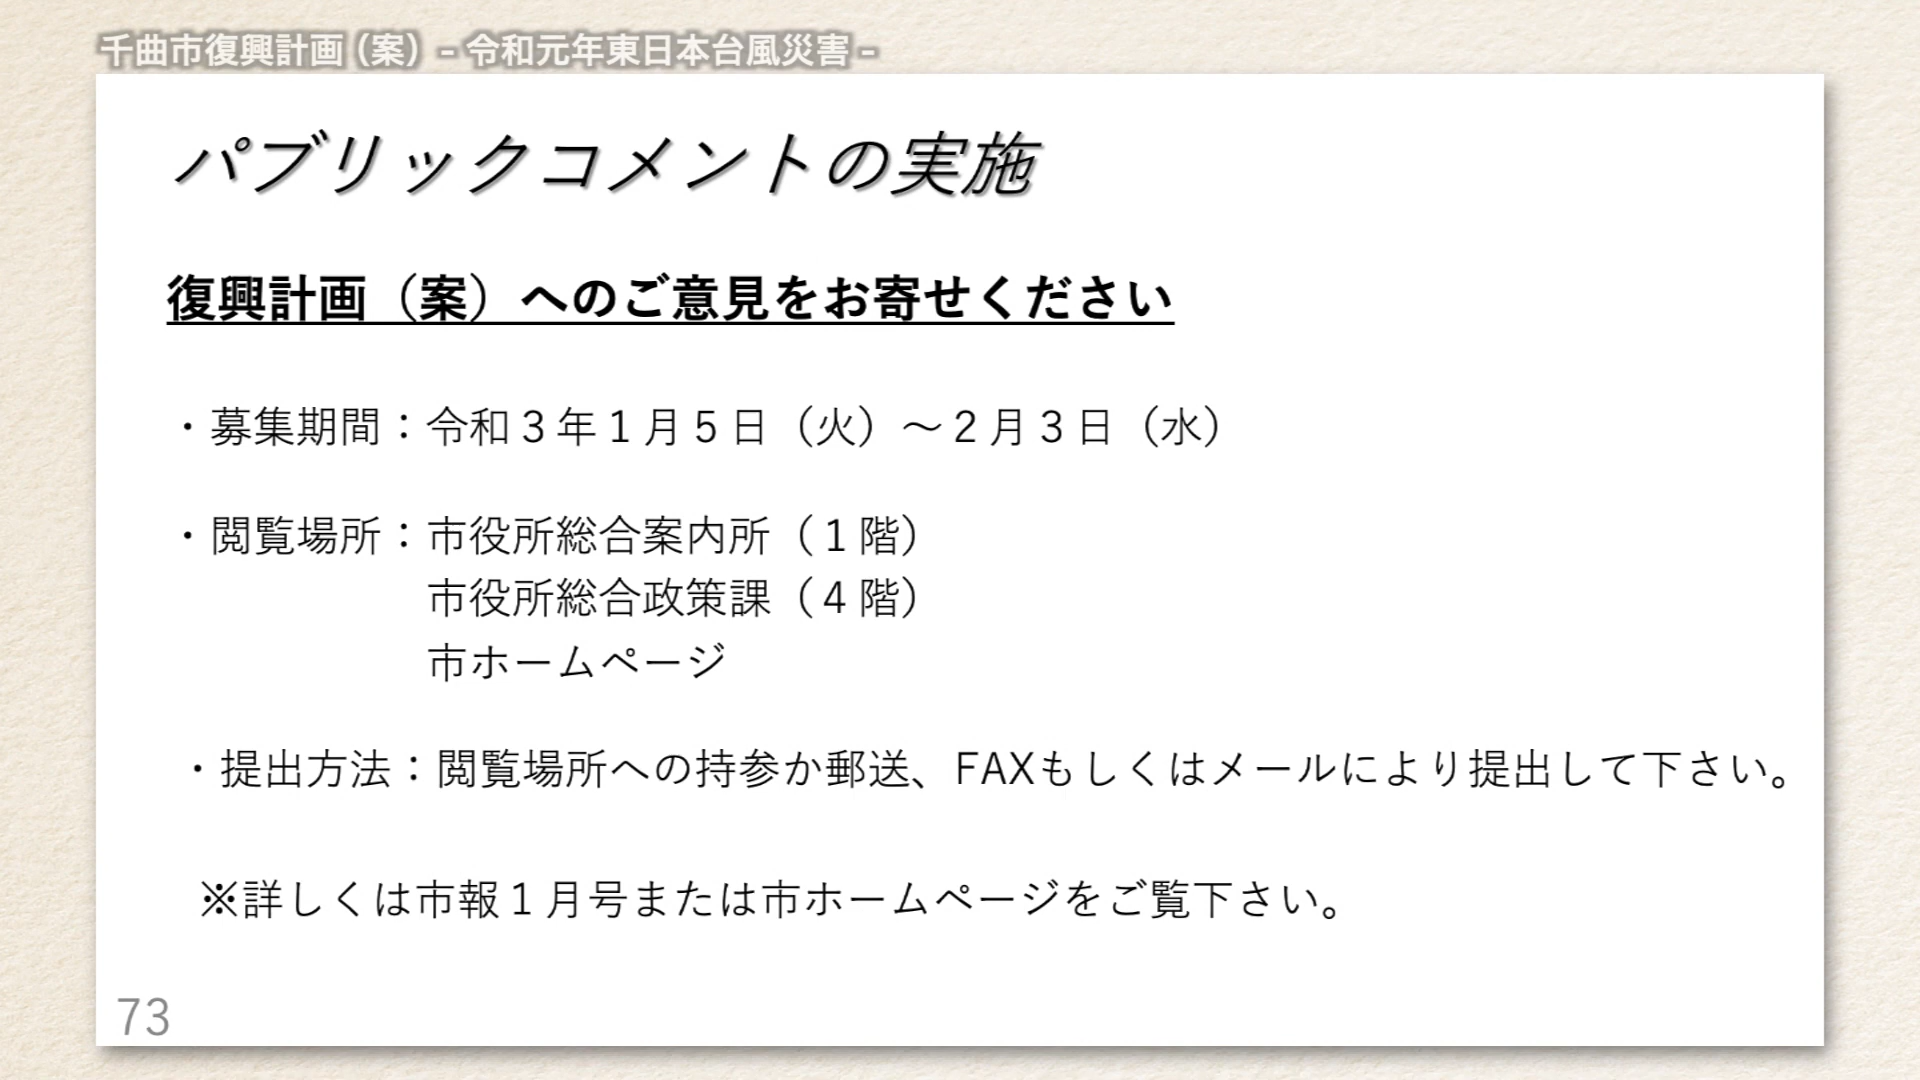 千曲市復興計画（案）– 令和元年東日本台風災害 –
パブリックコメントの実施
復興計画（案）へのご意見をお寄せください
・募集期間：令和３年１月５日（火）～２月３日（水）
・閲覧場所：市役所総合案内所（１階）
市役所総合政策課（４階）
市ホームページ
・提出方法：閲覧場所への持参か郵送、FAXもしくはメールにより提出して下さい。
※詳しくは市報１月号または市ホームページをご覧下さい。
73